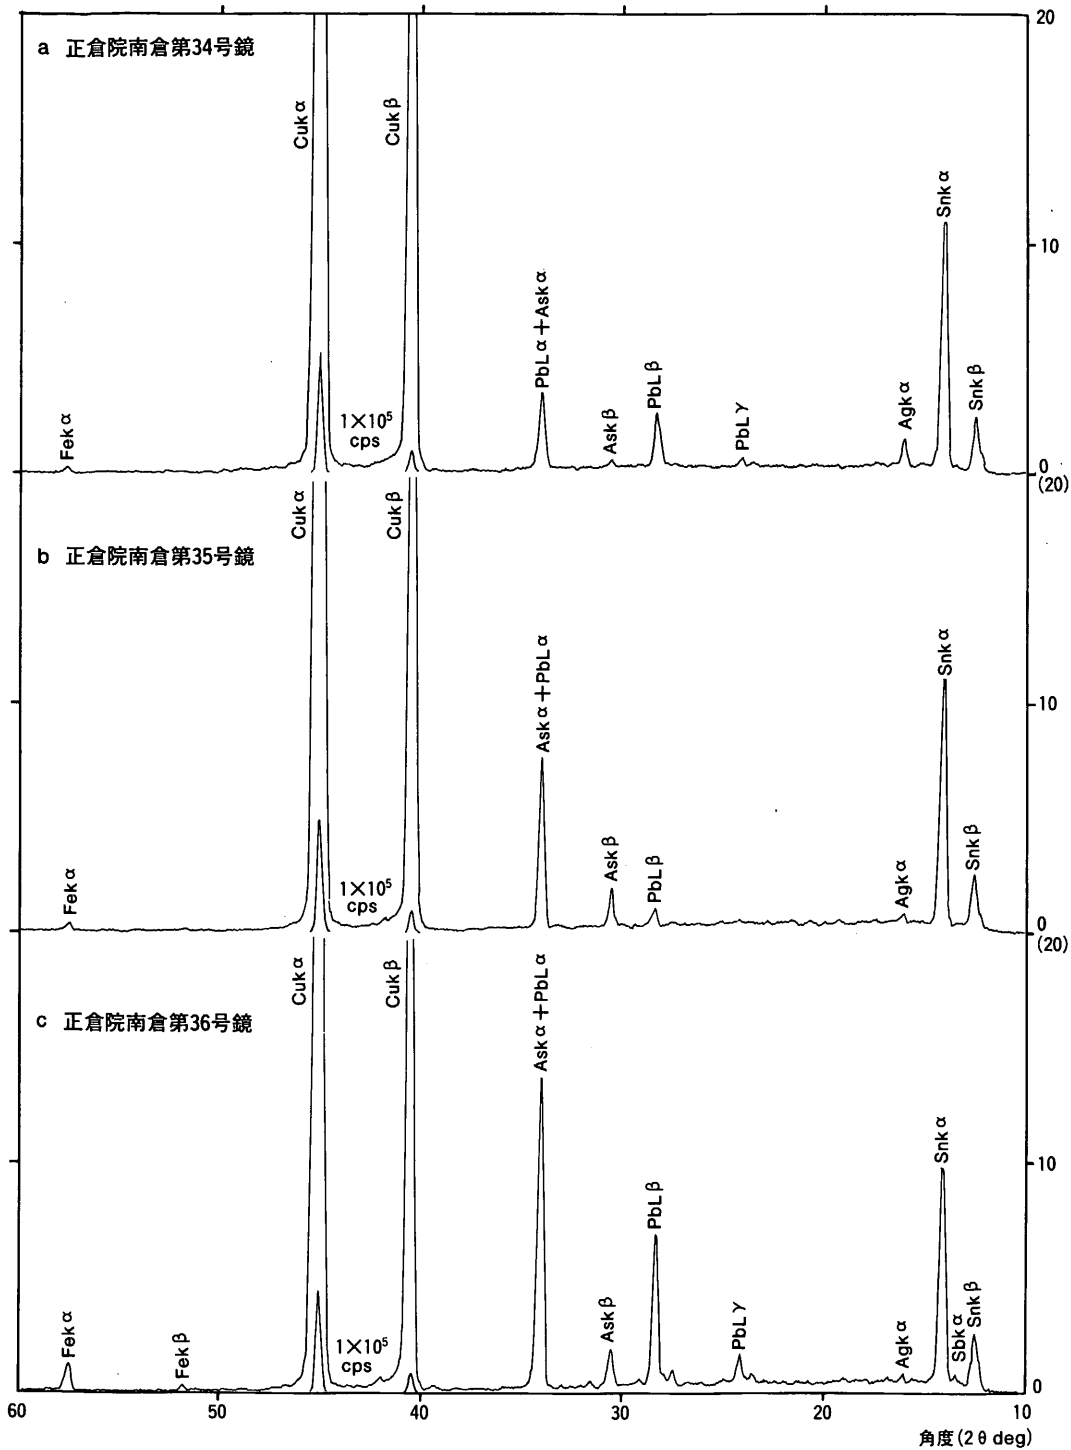 20
a 正倉院南倉第34号鏡
Cukα
Cukβ
Snkα
10
PbLα+Askα
PbLβ
Agkα
Snkβ
1×10⁵
cps
Fekα
Askβ
PbLγ
0
(20)
Cukα
Cukβ
b 正倉院南倉第35号鏡
Snkα
Askα+PbLα
10
Askβ
PbLβ
Agkα
Snkβ
1×10⁵
cps
Fekα
0
(20)
Cukα
Cukβ
Askα+PbLα
c 正倉院南倉第36号鏡
Snkα
10
PbLβ
Fekα
Fekβ
1×10⁵
cps
Askβ
PbLγ
Agkα
Sbkα
Snkβ
0
60
50
40
30
20
10
角度(2θ deg)